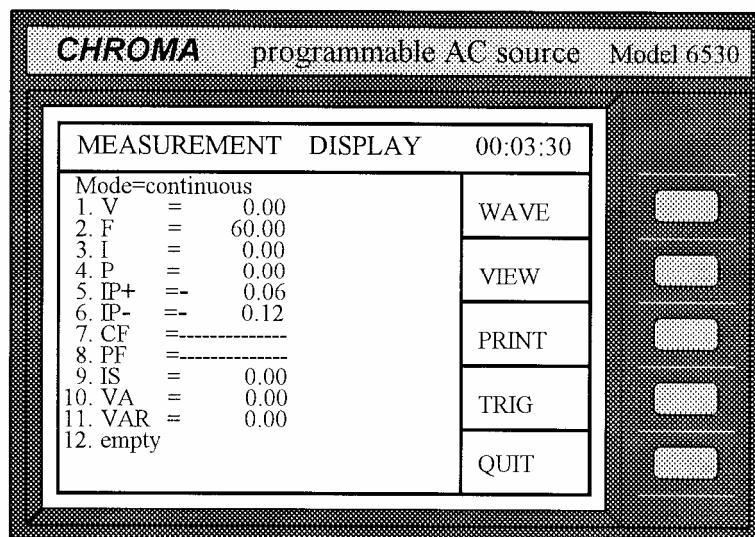 CHROMA programmable AC source Model 6530
MEASUREMENT DISPLAY 00:03:30
Mode=continuous
1. V = 0.00
2. F = 60.00
3. I = 0.00
4. P = 0.00
5. IP+ =- 0.06
6. IP- =- 0.12
7. CF =--------------
8. PF =--------------
9. IS = 0.00
10. VA = 0.00
11. VAR = 0.00
12. empty
WAVE
VIEW
PRINT
TRIG
QUIT